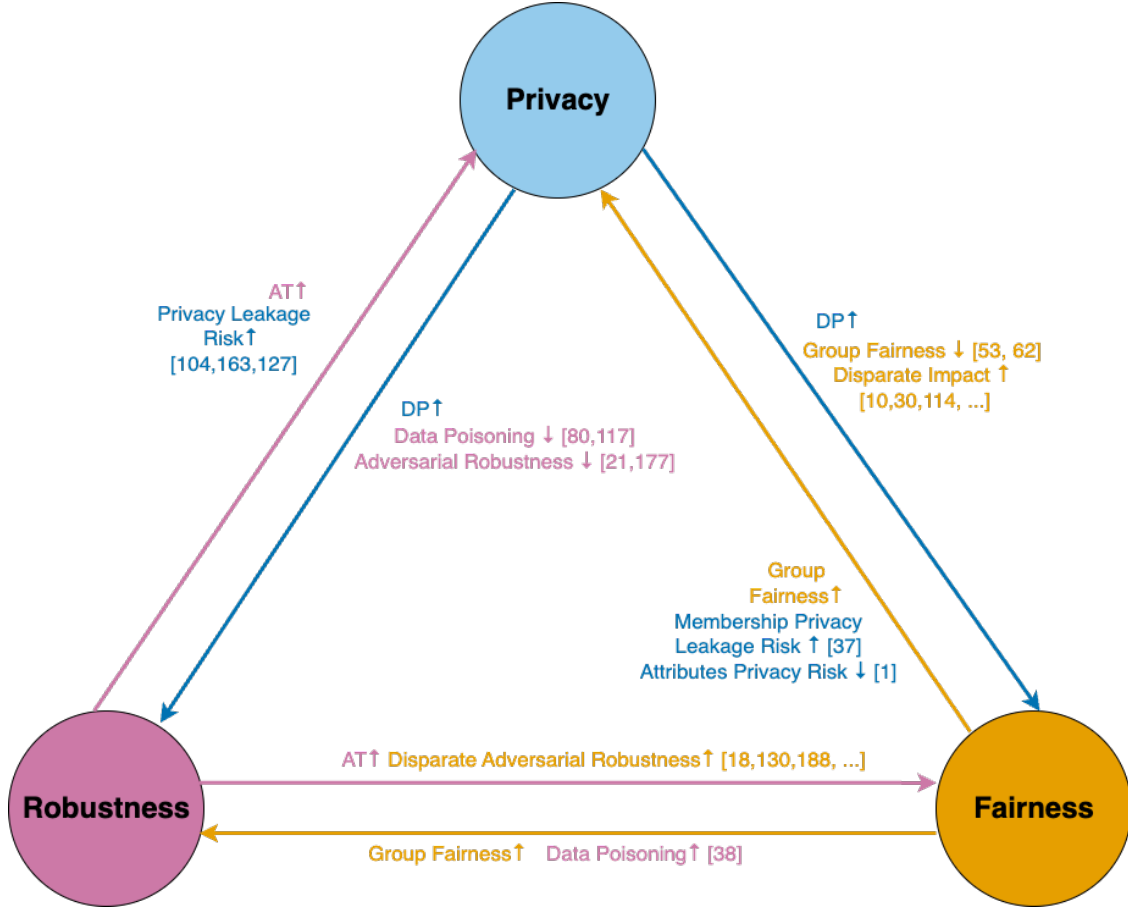 Privacy
AT↑
Privacy Leakage
Risk↑
[104,163,127]
DP↑
Group Fairness ↓ [53, 62]
Disparate Impact ↑
[10,30,114, ...]
DP↑
Data Poisoning ↓ [80,117]
Adversarial Robustness ↓ [21,177]
Group
Fairness↑
Membership Privacy
Leakage Risk ↑ [37]
Attributes Privacy Risk ↓ [1]
Robustness
AT↑ Disparate Adversarial Robustness↑ [18,130,188, ...]
Fairness
Group Fairness↑ Data Poisoning↑ [38]